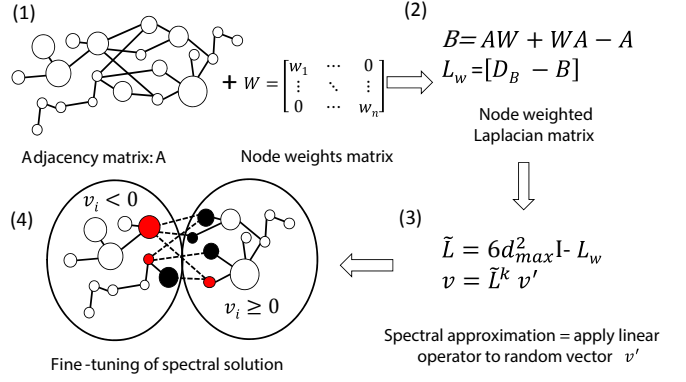 (1)
+ W = [w₁ ⋯ 0
⋮ ⋱ ⋮
0 ⋯ wₙ]
Adjacency matrix: A
Node weights matrix
(2)
B= AW + WA − A
L_w =[D_B − B]
Node weighted
Laplacian matrix
(3)
L̃ = 6d²_max I- L_w
v = L̃ᵏ v′
Spectral approximation = apply linear
operator to random vector v′
(4)
vᵢ < 0
vᵢ ≥ 0
Fine-tuning of spectral solution